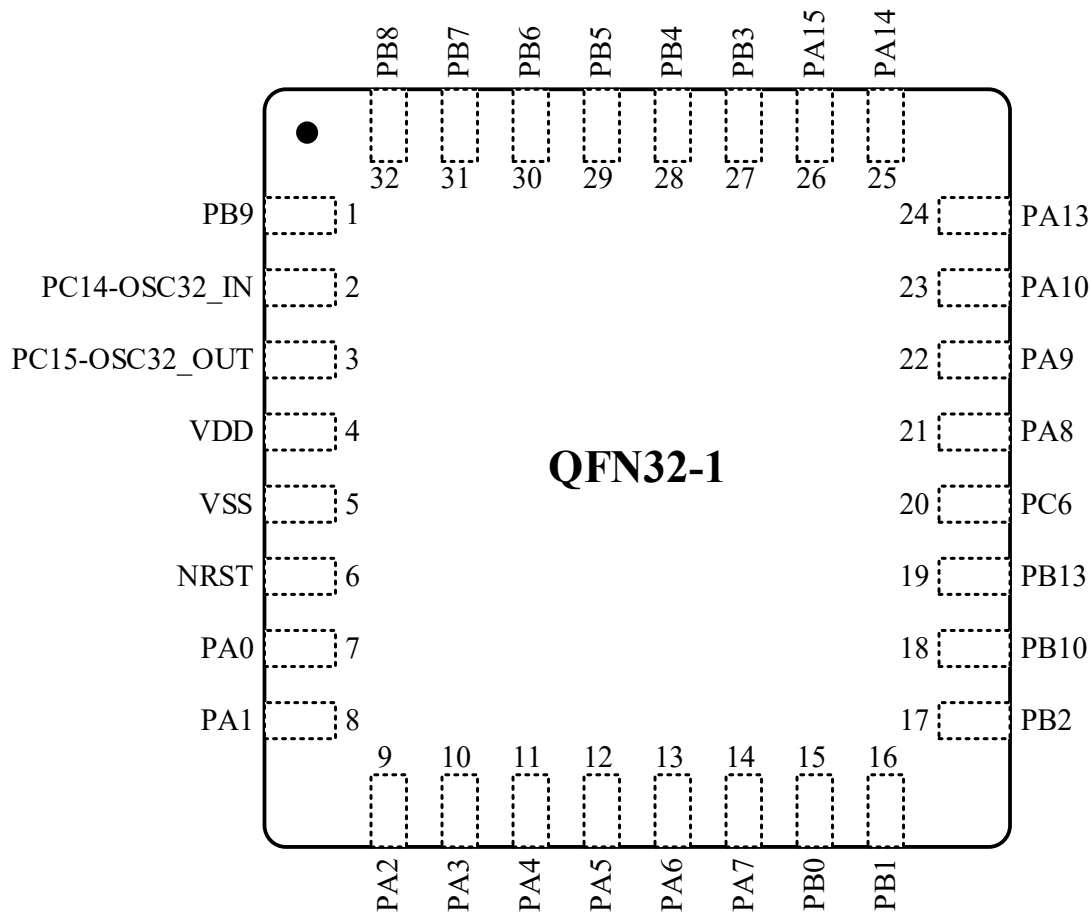 PB8 PB7 PB6 PB5 PB4 PB3 PA15 PA14
32 31 30 29 28 27 26 25
PB9 1 24 PA13
PC14-OSC32_IN 2 23 PA10
PC15-OSC32_OUT 3 22 PA9
VDD 4 21 PA8
QFN32-1
VSS 5 20 PC6
NRST 6 19 PB13
PA0 7 18 PB10
PA1 8 17 PB2
9 10 11 12 13 14 15 16
PA2 PA3 PA4 PA5 PA6 PA7 PB0 PB1